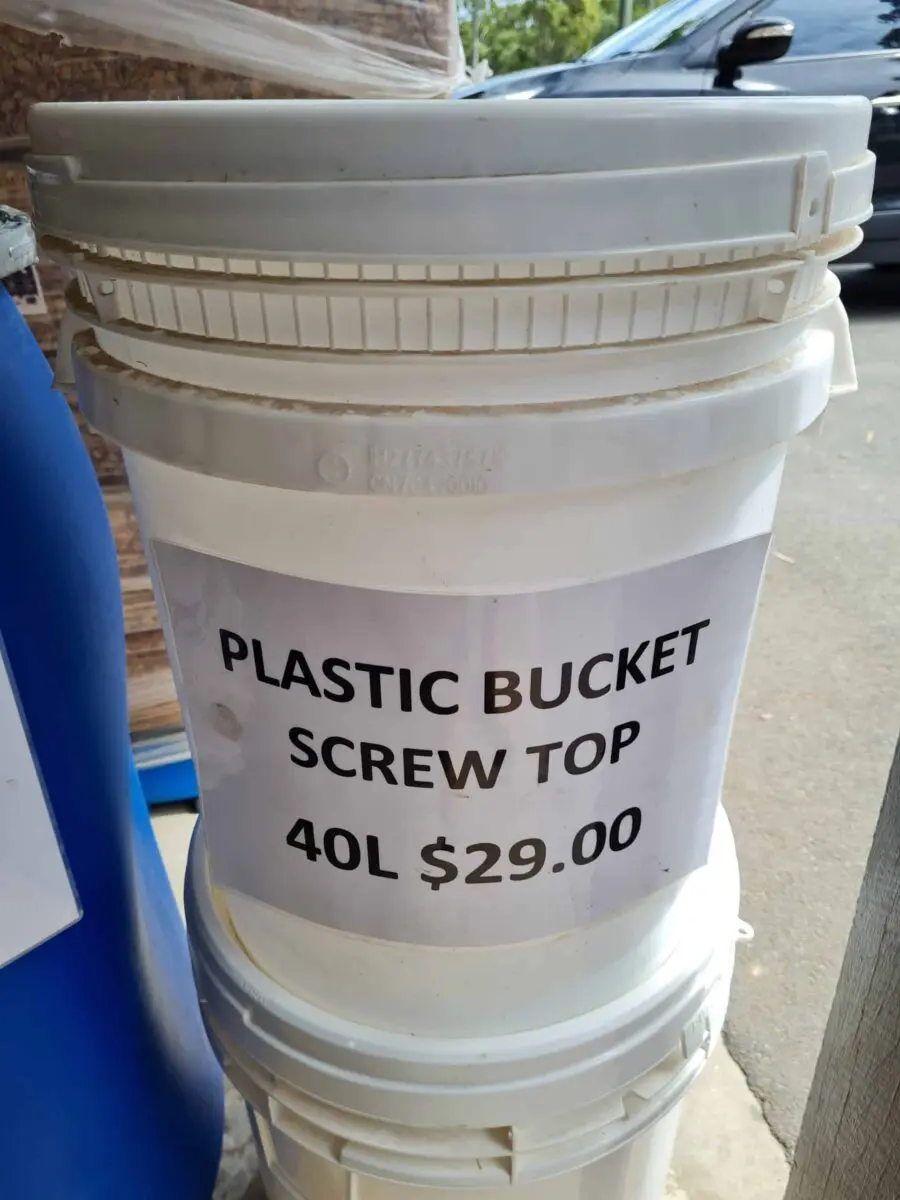 PLASTIC BUCKET
SCREW TOP
40L $29.00